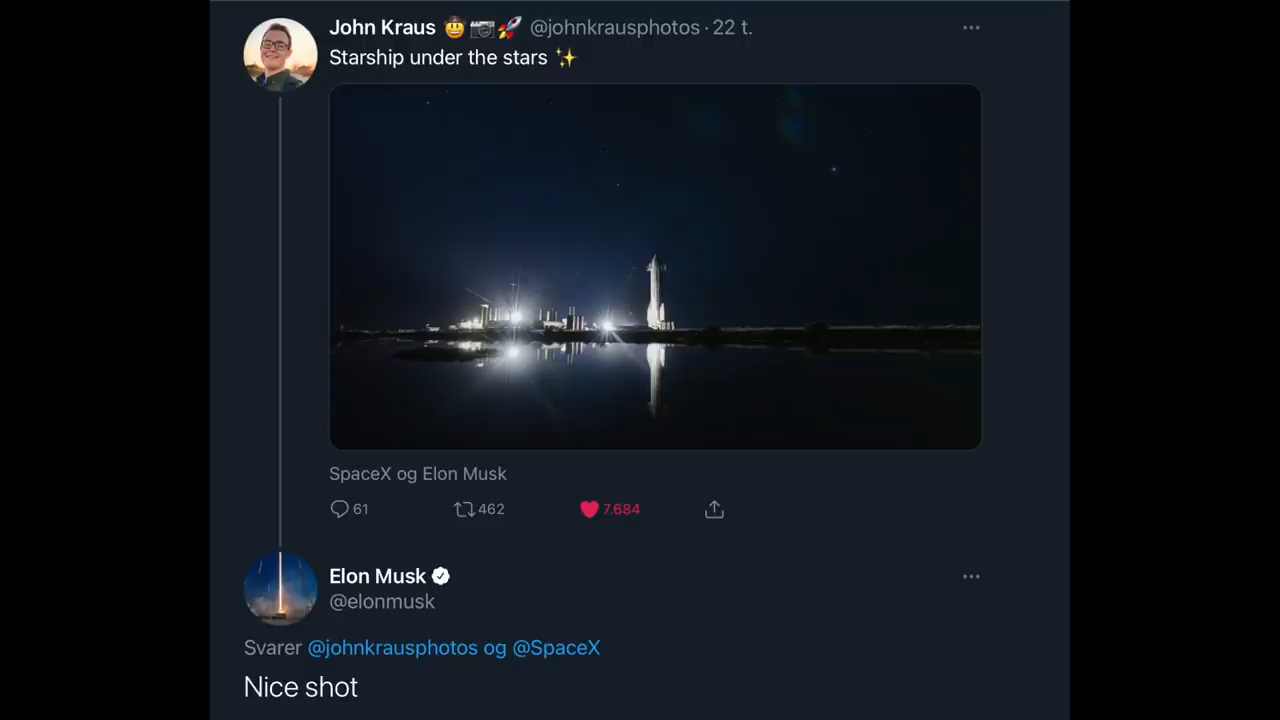 John Kraus 🤠📷🚀 @johnkrausphotos · 22 t.
Starship under the stars ✨
SpaceX og Elon Musk
61 462 7.684
Elon Musk
@elonmusk
Svarer @johnkrausphotos og @SpaceX
Nice shot